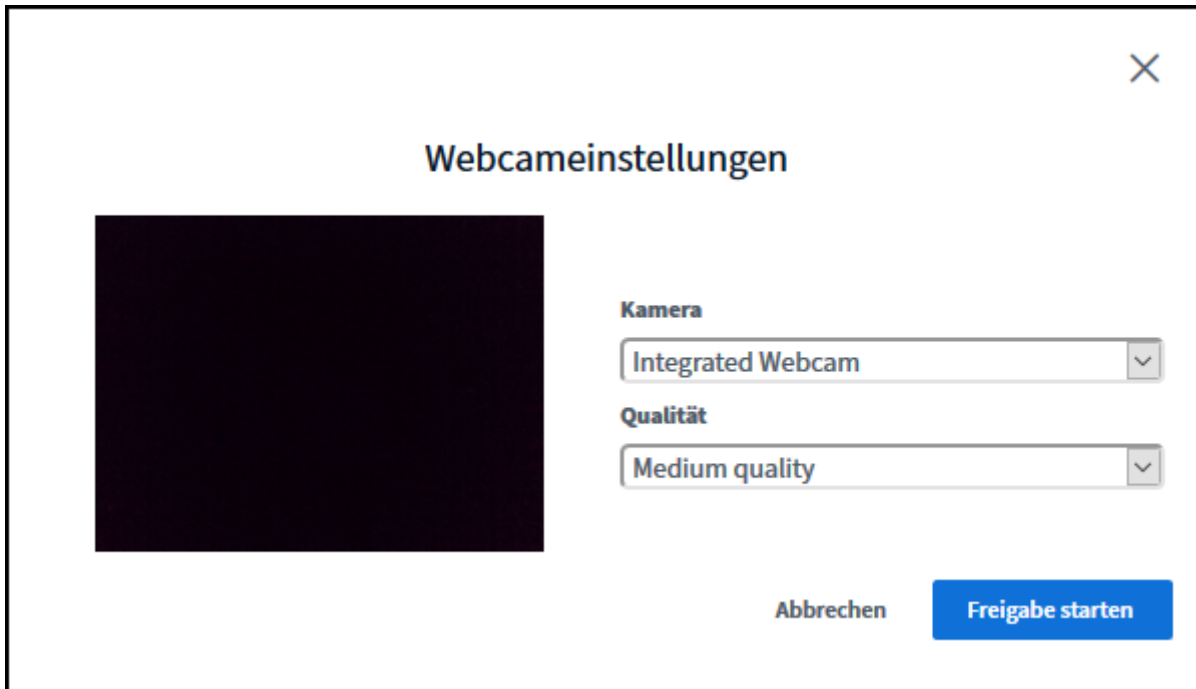 Webcameinstellungen
Kamera
Integrated Webcam
Qualität
Medium quality
Abbrechen
Freigabe starten